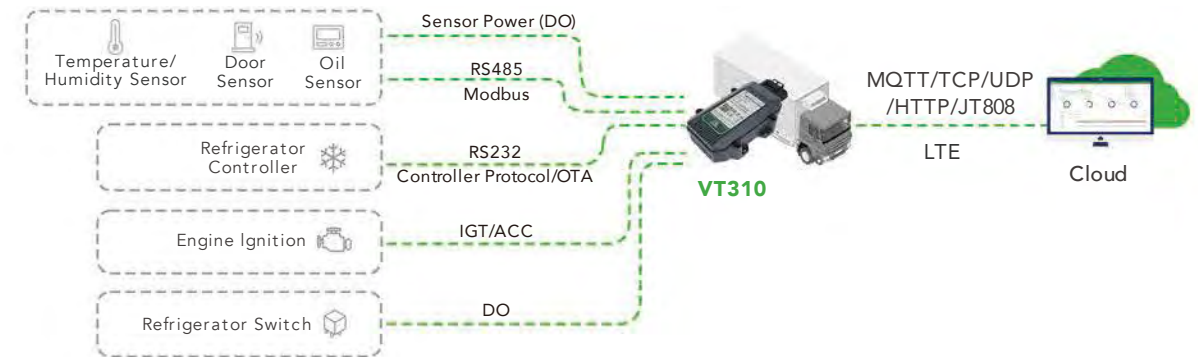 Sensor Power (DO)
Temperature/
Humidity Sensor
Door
Sensor
Oil
Sensor
RS485
Modbus
Refrigerator
Controller
RS232
Controller Protocol/OTA
Engine Ignition
IGT/ACC
Refrigerator Switch
DO
VT310
MQTT/TCP/UDP
/HTTP/JT808
LTE
Cloud